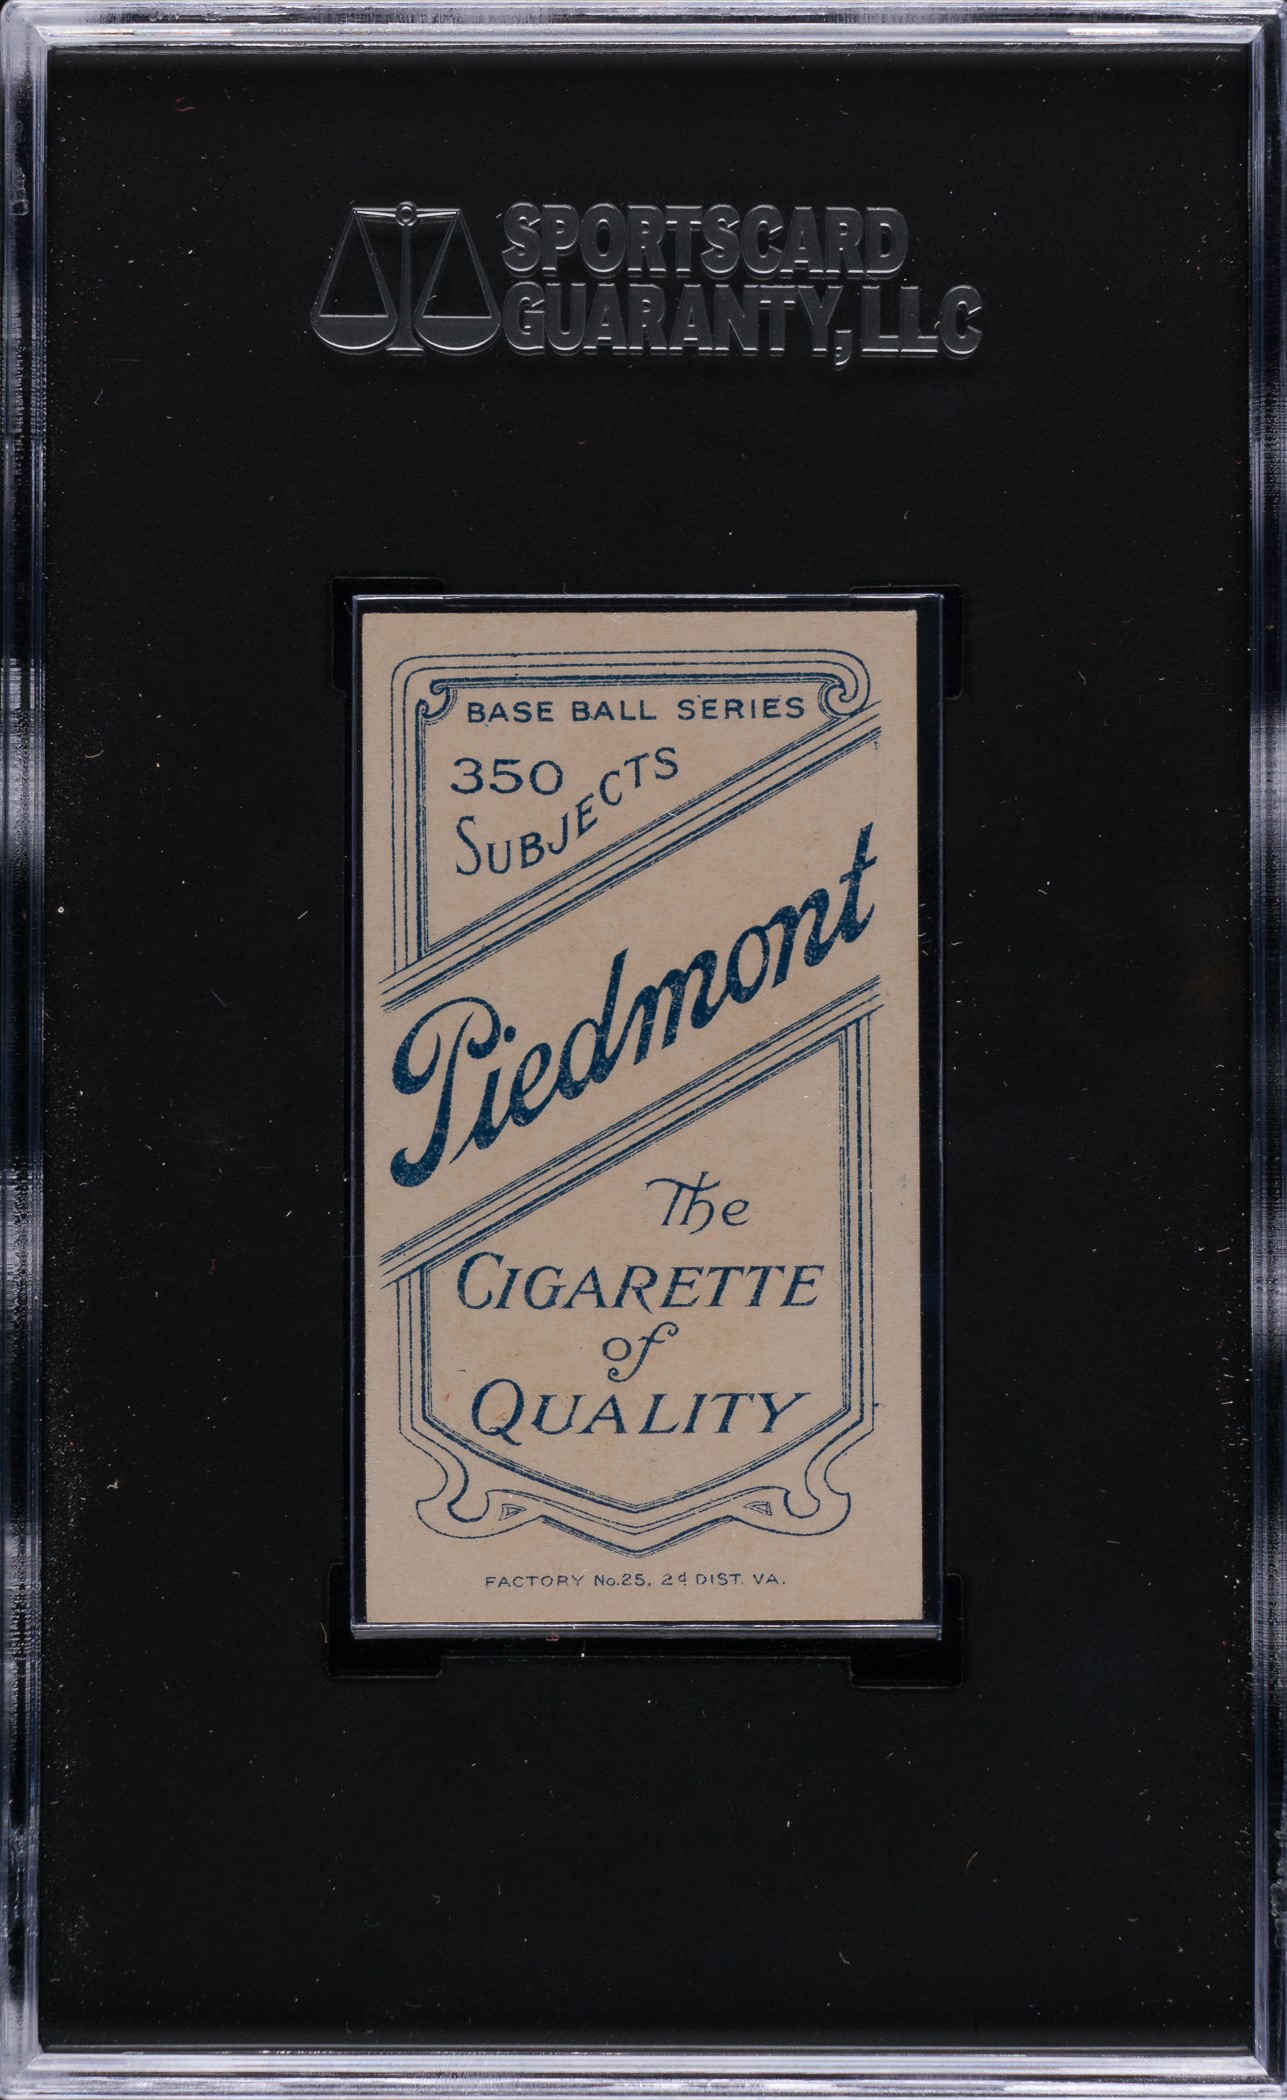 SPORTSCARD
GUARANTY, LLC
BASE BALL SERIES
350
SUBJECTS
Piedmont
The
CIGARETTE
of
QUALITY
FACTORY No.25. 2d DIST. VA.